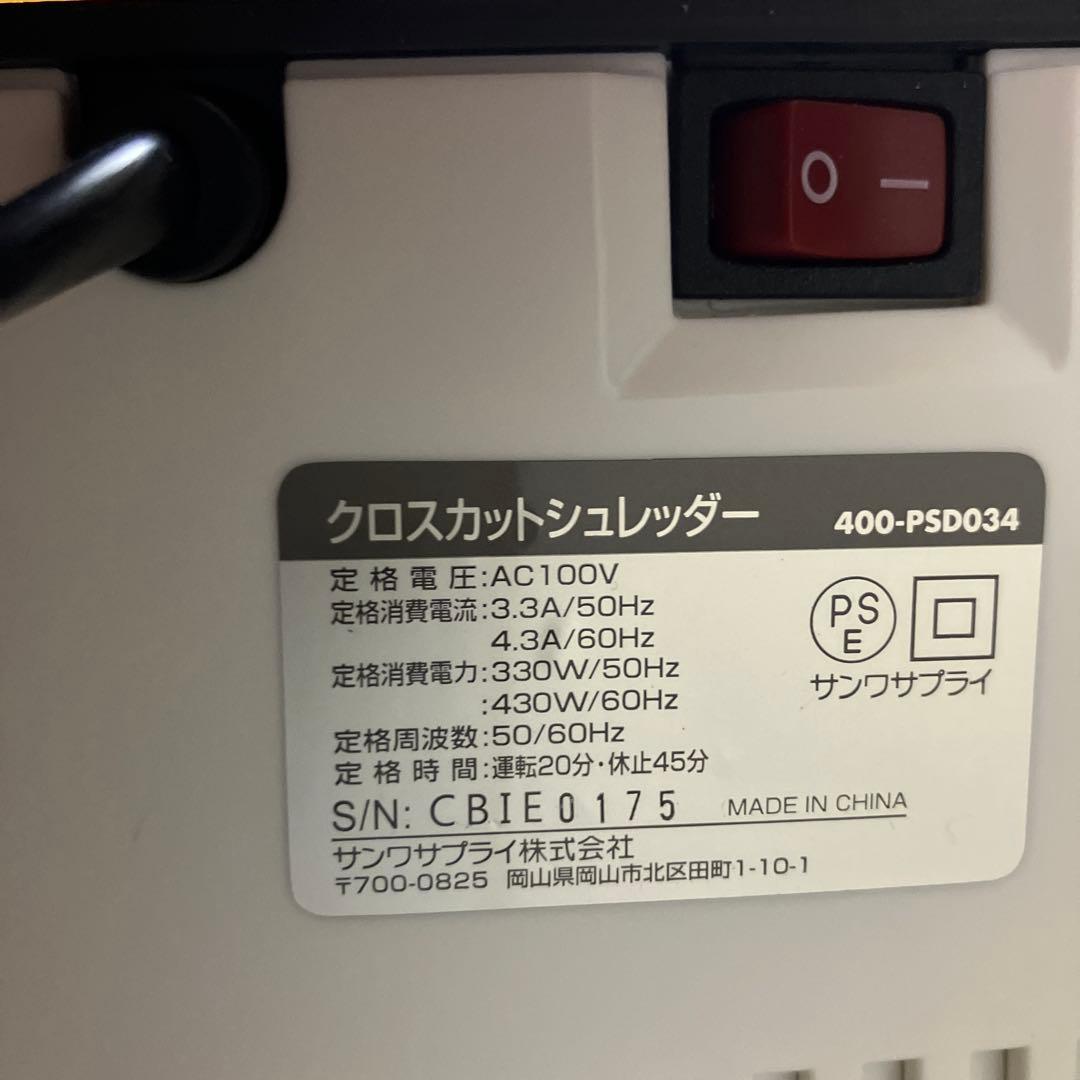 O —
クロスカットシュレッダー 400-PSD034
定格電圧:AC100V
定格消費電流:3.3A/50Hz
4.3A/60Hz
定格消費電力:330W/50Hz
:430W/60Hz
定格周波数:50/60Hz
定格時間:運転20分・休止45分
PS
E
サンワサプライ
S/N: CBIE0175 MADE IN CHINA
サンワサプライ株式会社
〒700-0825 岡山県岡山市北区田町1-10-1